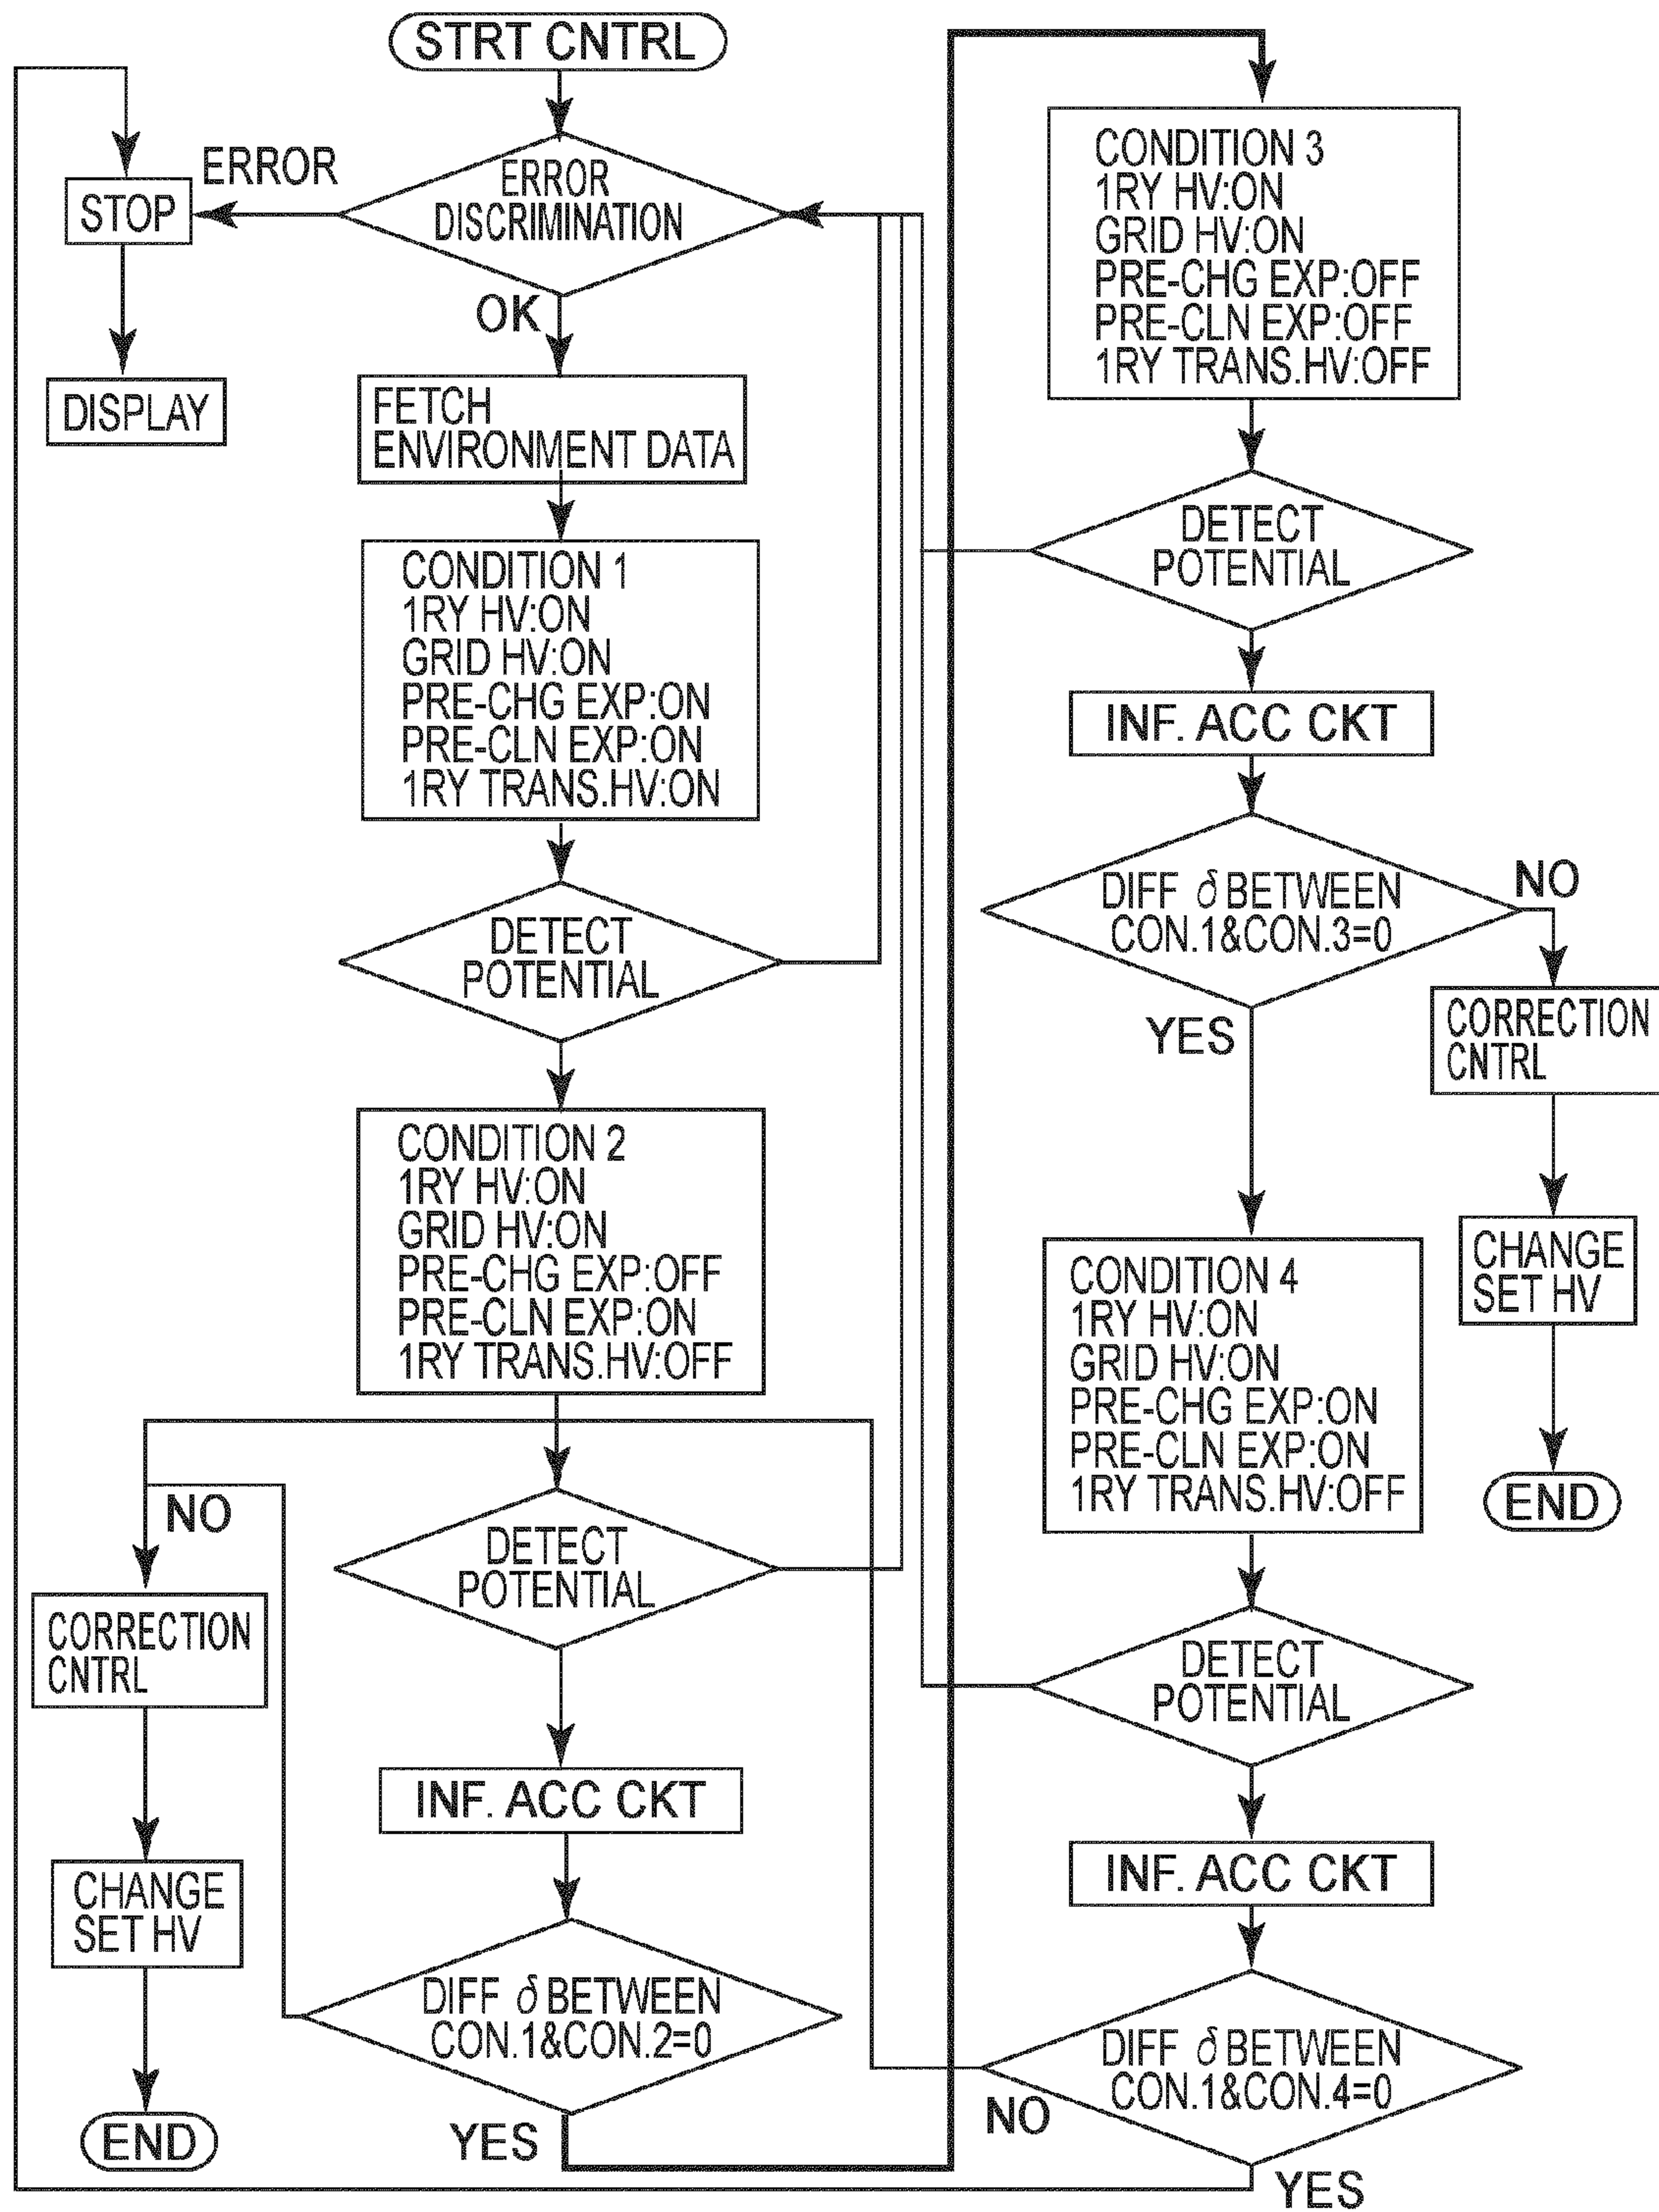 STRT CNTRL
ERROR
DISCRIMINATION
ERROR
STOP
DISPLAY
OK
FETCH
ENVIRONMENT DATA
CONDITION 1
1RY HV:ON
GRID HV:ON
PRE-CHG EXP:ON
PRE-CLN EXP:ON
1RY TRANS.HV:ON
DETECT
POTENTIAL
CONDITION 2
1RY HV:ON
GRID HV:ON
PRE-CHG EXP:OFF
PRE-CLN EXP:ON
1RY TRANS.HV:OFF
DETECT
POTENTIAL
INF. ACC CKT
DIFF δ BETWEEN
CON.1&CON.2=0
NO
CORRECTION
CNTRL
CHANGE
SET HV
END
YES
CONDITION 3
1RY HV:ON
GRID HV:ON
PRE-CHG EXP:OFF
PRE-CLN EXP:OFF
1RY TRANS.HV:OFF
DETECT
POTENTIAL
INF. ACC CKT
DIFF δ BETWEEN
CON.1&CON.3=0
NO
CORRECTION
CNTRL
CHANGE
SET HV
END
YES
CONDITION 4
1RY HV:ON
GRID HV:ON
PRE-CHG EXP:ON
PRE-CLN EXP:ON
1RY TRANS.HV:OFF
DETECT
POTENTIAL
INF. ACC CKT
DIFF δ BETWEEN
CON.1&CON.4=0
NO
YES